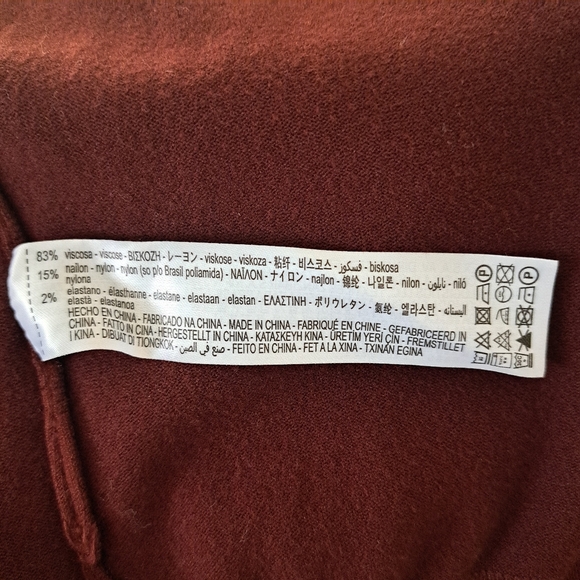 83% viscosa - viscose - ΒΙΣΚΟΖΗ - レーヨン - viskose - viskoza - 粘纤 - 비스코스 - فسكوز - biskosa
15% naílon - nylon - nylon (so p/o Brasil poliamida) - ΝΑΪΛΟΝ - ナイロン - najlon - 锦纶 - 나일론 - nilon - نايلون - niló
nylona
2% elastano - élasthanne - elastane - elastaan - elastan - ΕΛΑΣΤΙΝΗ - ポリウレタン - 氨纶 - 엘라스탄 - البستانه
elastã - elastanoa
HECHO EN CHINA - FABRICADO NA CHINA - MADE IN CHINA - FABRIQUÉ EN CHINE - GEFABRICEERD IN
CHINA - FATTO IN CINA - HERGESTELLT IN CHINA - ΚΑΤΑΣΚΕΥΗ ΚΙΝΑ - ÜRETİM YERİ ÇİN - FREMSTILLET
I KINA - DIBUAT DI TIONGKOK - صنع في الصين - FEITO EN CHINA - FET A LA XINA - TXINAN EGINA